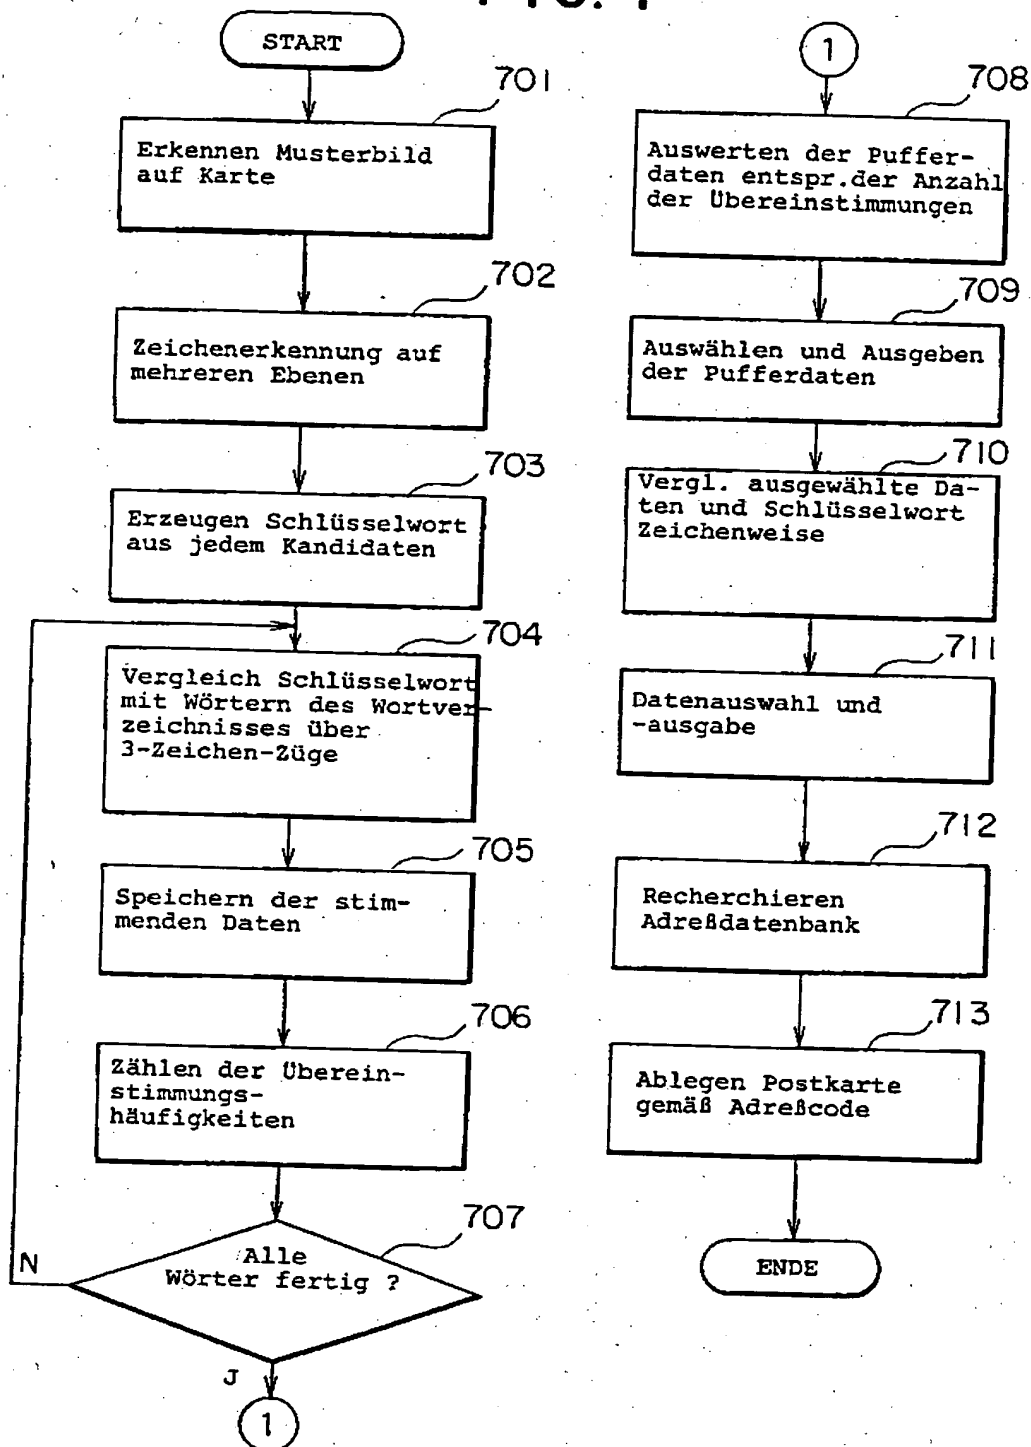 START
701
Erkennen Musterbild
auf Karte
702
Zeichenerkennung auf
mehreren Ebenen
703
Erzeugen Schlüsselwort
aus jedem Kandidaten
704
Vergleich Schlüsselwort
mit Wörtern des Wortver-
zeichnisses über
3-Zeichen-Züge
705
Speichern der stim-
menden Daten
706
Zählen der Überein-
stimmungs-
häufigkeiten
707
Alle
Wörter fertig ?
N
J
1
1
708
Auswerten der Puffer-
daten entspr.der Anzahl
der Übereinstimmungen
709
Auswählen und Ausgeben
der Pufferdaten
710
Vergl. ausgewählte Da-
ten und Schlüsselwort
Zeichenweise
711
Datenauswahl und
-ausgabe
712
Recherchieren
Adreßdatenbank
713
Ablegen Postkarte
gemäß Adreßcode
ENDE